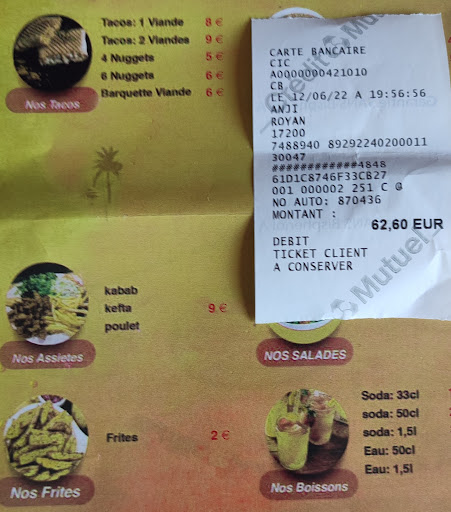 Tacos: 1 Viande 8 €
Tacos: 2 Viandes 9 €
4 Nuggets 5 €
6 Nuggets 6 €
Barquette Viande 6 €
Nos Tacos
CARTE BANCAIRE
CIC
A0000000421010
CB
LE 12/06/22 A 19:56:56
ANJI
ROYAN
17200
7488940 89292240200011
30047
############4848
61D1C8746F33CB27
001 000002 251 C @
NO AUTO: 870436
MONTANT :
62,60 EUR
DEBIT
TICKET CLIENT
A CONSERVER
Crédit Mutuel
Mutuel
kabab
kefta 9 €
poulet
Nos Assietes
NOS SALADES
Frites 2 €
Nos Frites
Soda: 33cl
soda: 50cl
soda: 1,5l
Eau: 50cl
Eau: 1,5l
Nos Boissons